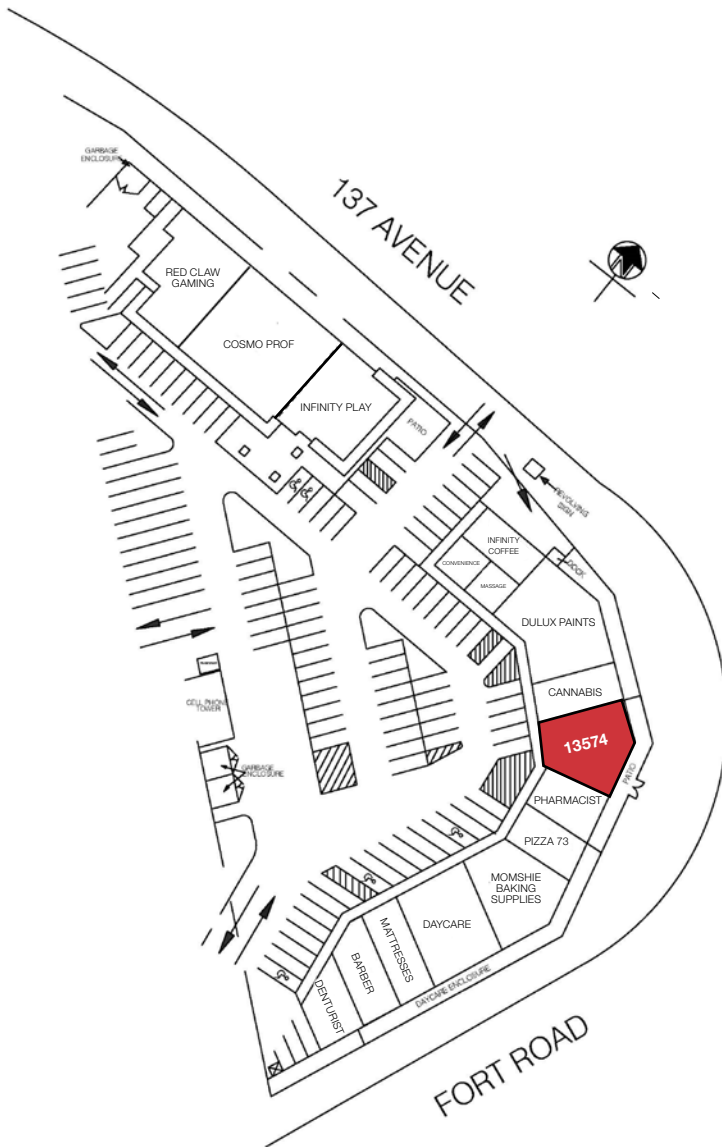 GARBAGE
ENCLOSURE
137 AVENUE
RED CLAW
GAMING
COSMO PROF
INFINITY PLAY
PATIO
REVOLVING
SIGN
INFINITY
COFFEE
CONVENIENCE
MASSAGE
DOCK
DULUX PAINTS
CANNABIS
13574
PATIO
CELL PHONE
TOWER
GARBAGE
ENCLOSURE
PHARMACIST
PIZZA 73
MOMSHIE
BAKING
SUPPLIES
DAYCARE
MATTRESSES
BARBER
DENTURIST
DAYCARE ENCLOSURE
FORT ROAD